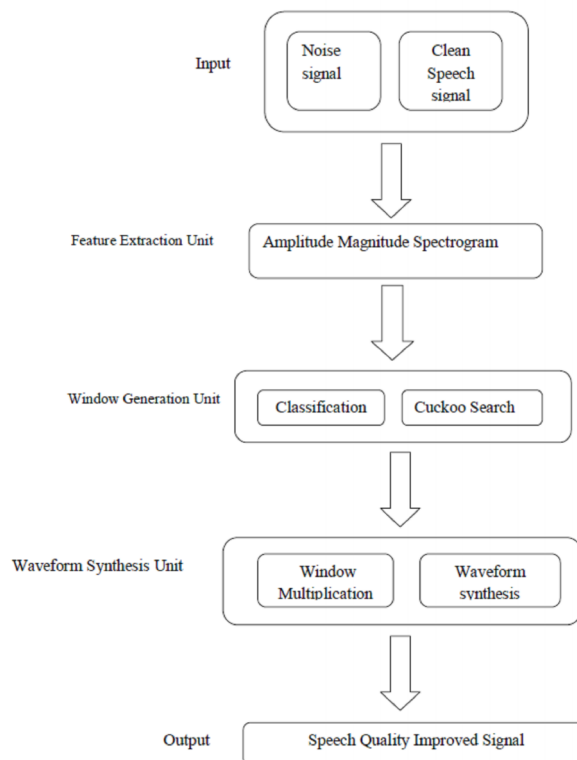 Input
Noise
signal
Clean
Speech
signal
Feature Extraction Unit
Amplitude Magnitude Spectrogram
Window Generation Unit
Classification
Cuckoo Search
Waveform Synthesis Unit
Window
Multiplication
Waveform
synthesis
Output
Speech Quality Improved Signal